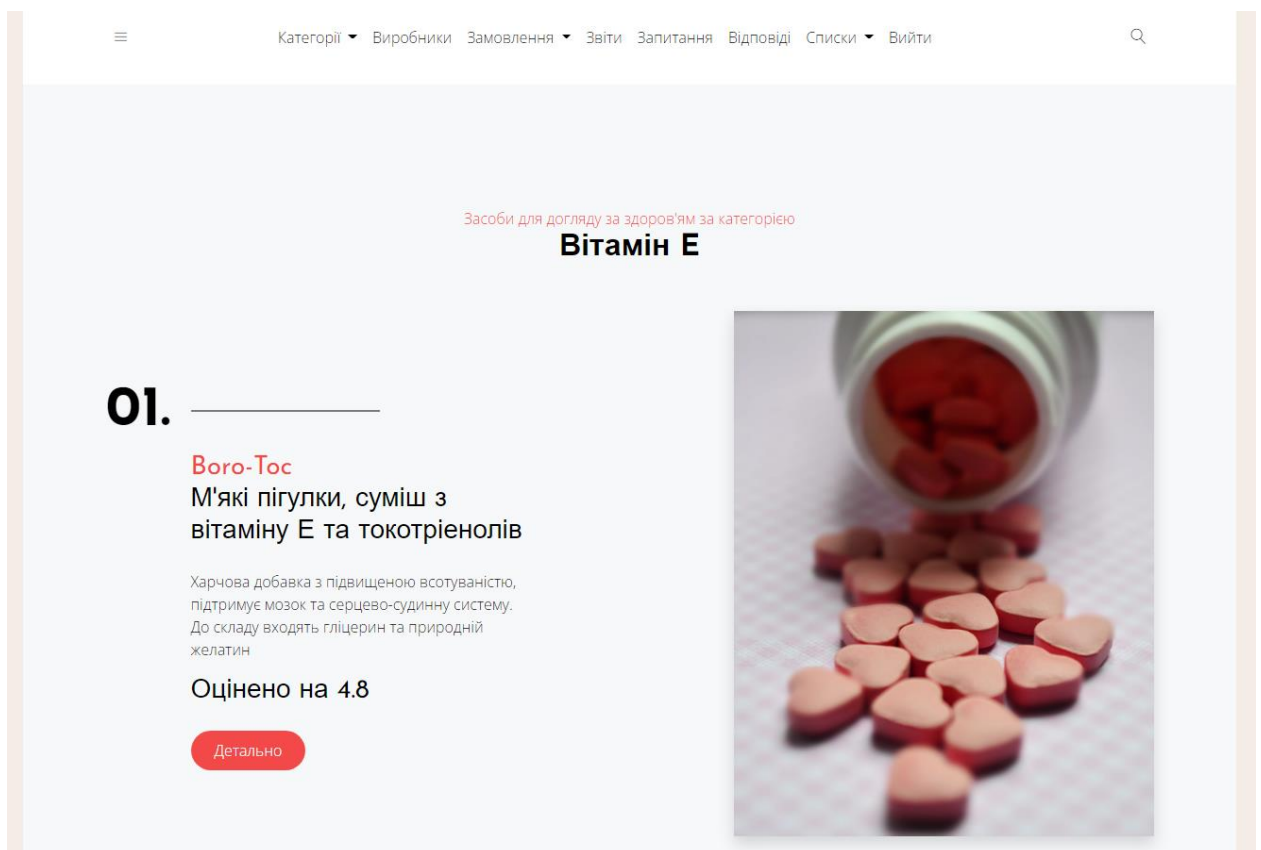 Категорії Виробники Замовлення Звіти Запитання Відповіді Списки Вийти
Засоби для догляду за здоров'ям за категорією
Вітамін Е
01.
Boro-Toc
М'які пігулки, суміш з
вітаміну Е та токотріенолів
Харчова добавка з підвищеною всотуваністю,
підтримує мозок та серцево-судинну систему.
До складу входять гліцерин та природній
желатин
Оцінено на 4.8
Детально